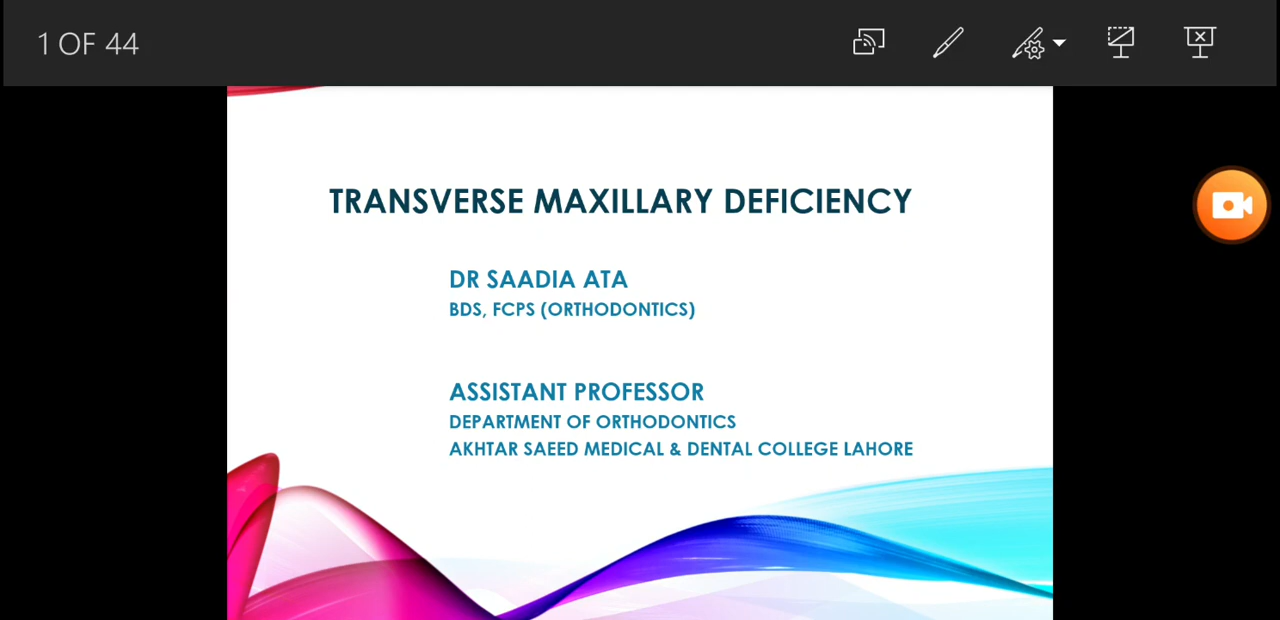 1 OF 44
TRANSVERSE MAXILLARY DEFICIENCY
DR SAADIA ATA
BDS, FCPS (ORTHODONTICS)
ASSISTANT PROFESSOR
DEPARTMENT OF ORTHODONTICS
AKHTAR SAEED MEDICAL & DENTAL COLLEGE LAHORE